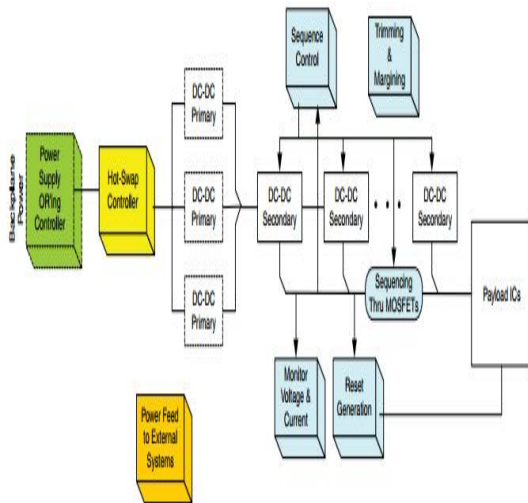 Sequence
Control
Trimming
&
Margining
DC-DC
Primary
Backplane
Power
Power
Supply
OR'ing
Controller
Hot-Swap
Controller
DC-DC
Primary
DC-DC
Secondary
DC-DC
Secondary
DC-DC
Secondary
DC-DC
Primary
Sequencing
Thru MOSFETs
Payload ICs
Monitor
Voltage &
Current
Reset
Generation
Power Feed
to External
Systems